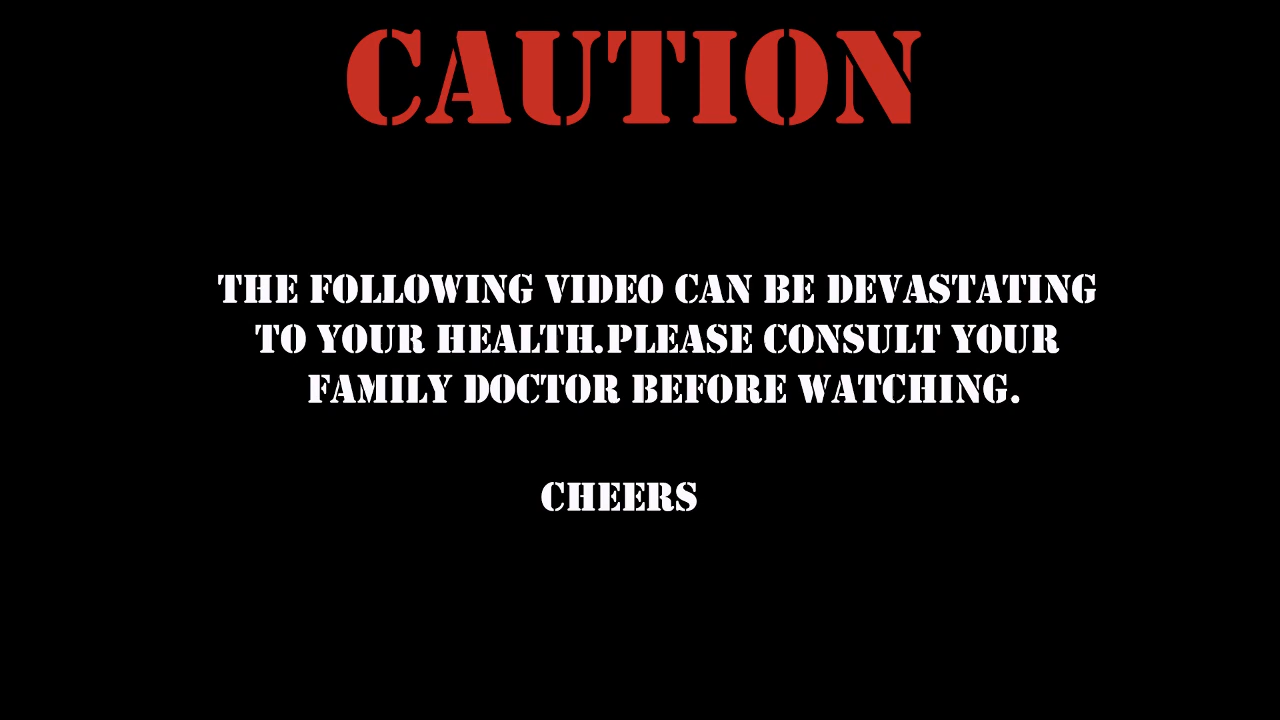 CAUTION
THE FOLLOWING VIDEO CAN BE DEVASTATING
TO YOUR HEALTH.PLEASE CONSULT YOUR
FAMILY DOCTOR BEFORE WATCHING.
CHEERS